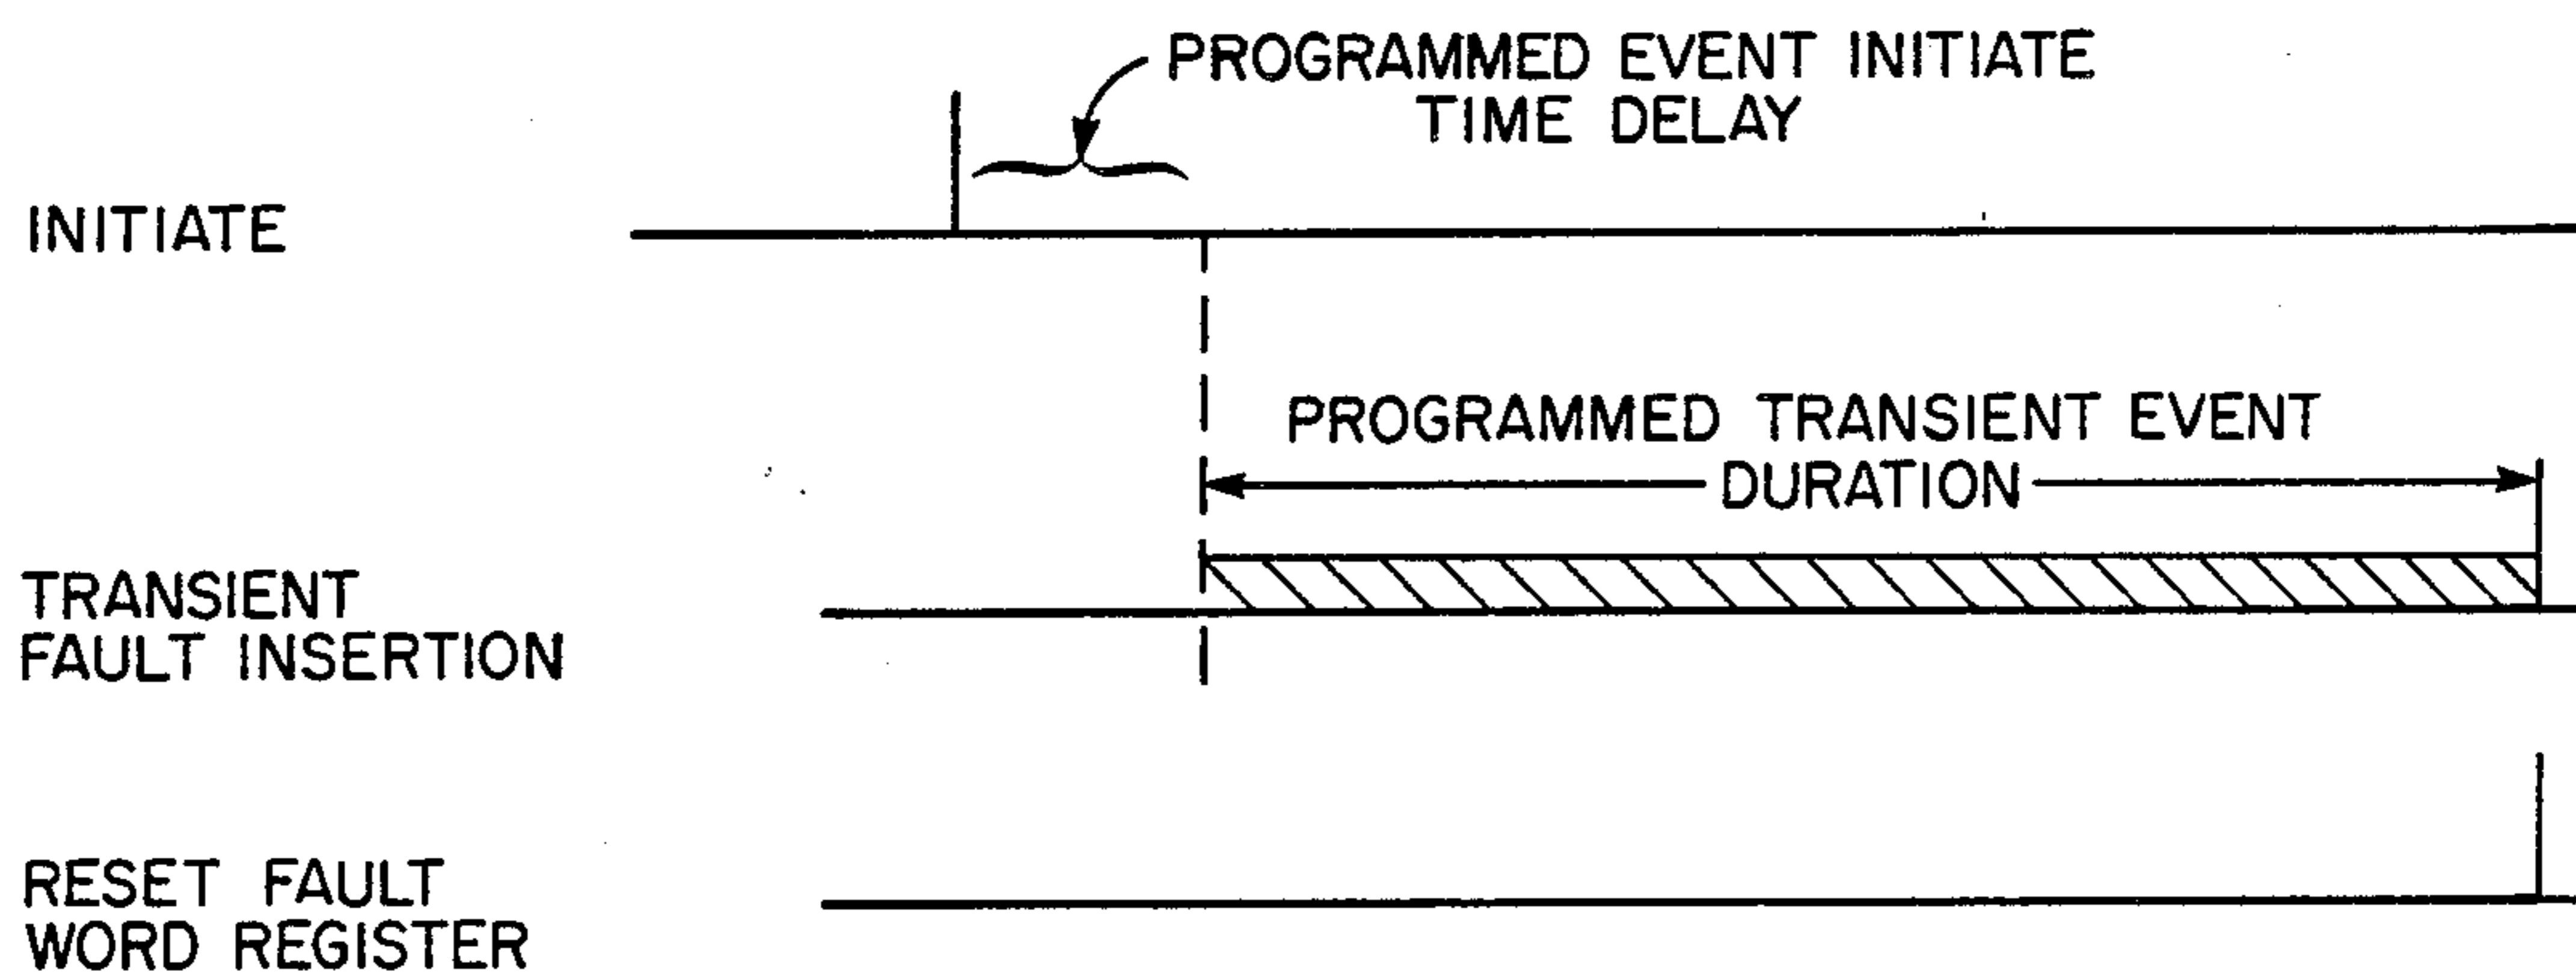 PROGRAMMED EVENT INITIATE
TIME DELAY
INITIATE
PROGRAMMED TRANSIENT EVENT
DURATION
TRANSIENT
FAULT INSERTION
RESET FAULT
WORD REGISTER